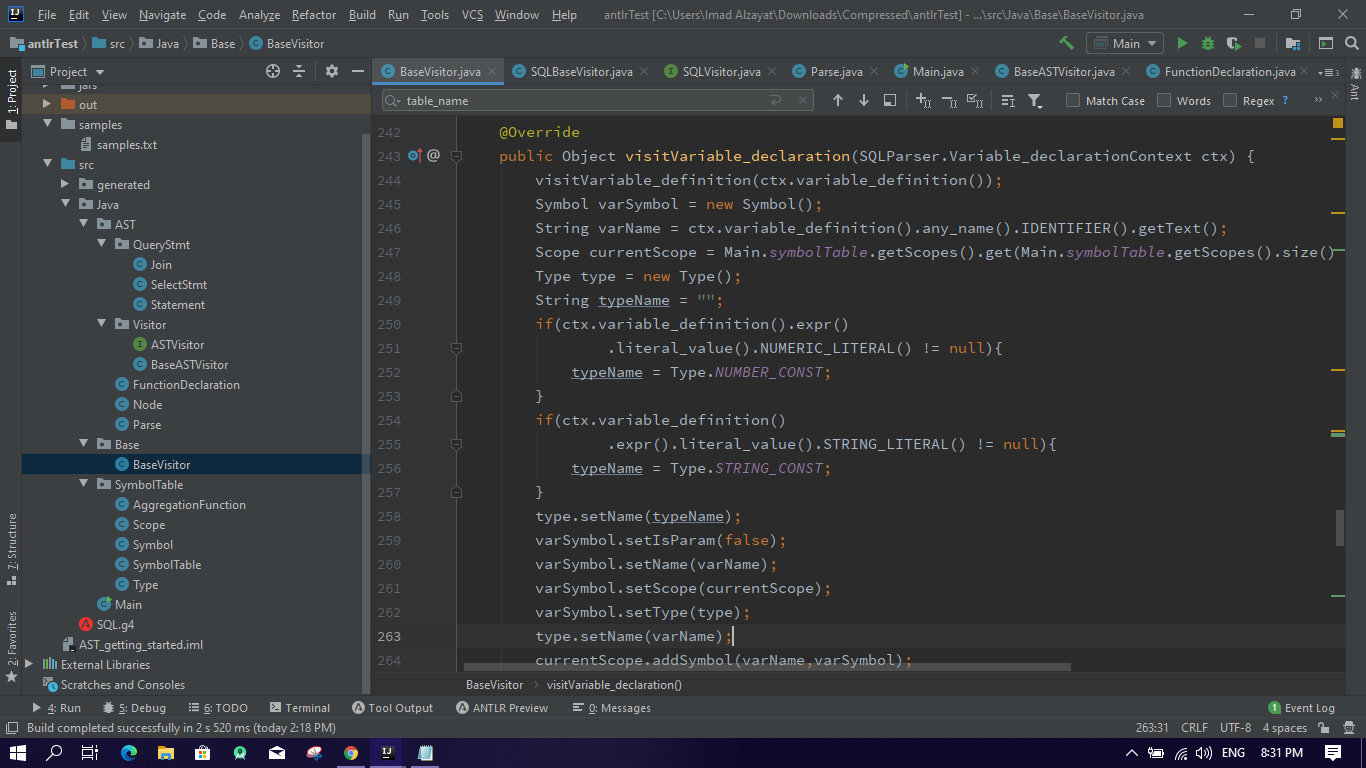 File Edit View Navigate Code Analyze Refactor Build Run Tools VCS Window Help antlrTest [C:\Users\Imad Alzayat\Downloads\Compressed\antlrTest] - ...\src\Java\Base\BaseVisitor.java
antlrTest src Java Base BaseVisitor Main
1: Project
Project
BaseVisitor.java SQLBaseVisitor.java SQLVisitor.java Parse.java Main.java BaseASTVisitor.java FunctionDeclaration.java
Ant
table_name Match Case Words Regex ?
jars
out
samples
samples.txt
src
generated
Java
AST
QueryStmt
Join
SelectStmt
Statement
Visitor
ASTVisitor
BaseASTVisitor
FunctionDeclaration
Node
Parse
Base
BaseVisitor
SymbolTable
AggregationFunction
Scope
Symbol
SymbolTable
Type
Main
SQL.g4
AST_getting_started.iml
External Libraries
Scratches and Consoles
7: Structure
2: Favorites
242 @Override
243 public Object visitVariable_declaration(SQLParser.Variable_declarationContext ctx) {
244 visitVariable_definition(ctx.variable_definition());
245 Symbol varSymbol = new Symbol();
246 String varName = ctx.variable_definition().any_name().IDENTIFIER().getText();
247 Scope currentScope = Main.symbolTable.getScopes().get(Main.symbolTable.getScopes().size()
248 Type type = new Type();
249 String typeName = "";
250 if(ctx.variable_definition().expr()
251 .literal_value().NUMERIC_LITERAL() != null){
252 typeName = Type.NUMBER_CONST;
253 }
254 if(ctx.variable_definition()
255 .expr().literal_value().STRING_LITERAL() != null){
256 typeName = Type.STRING_CONST;
257 }
258 type.setName(typeName);
259 varSymbol.setIsParam(false);
260 varSymbol.setName(varName);
261 varSymbol.setScope(currentScope);
262 varSymbol.setType(type);
263 type.setName(varName);
264 currentScope.addSymbol(varName,varSymbol);
BaseVisitor visitVariable_declaration()
4: Run 5: Debug 6: TODO Terminal Tool Output ANTLR Preview 0: Messages 1 Event Log
Build completed successfully in 2 s 520 ms (today 2:18 PM) 263:31 CRLF UTF-8 4 spaces
ENG 8:31 PM